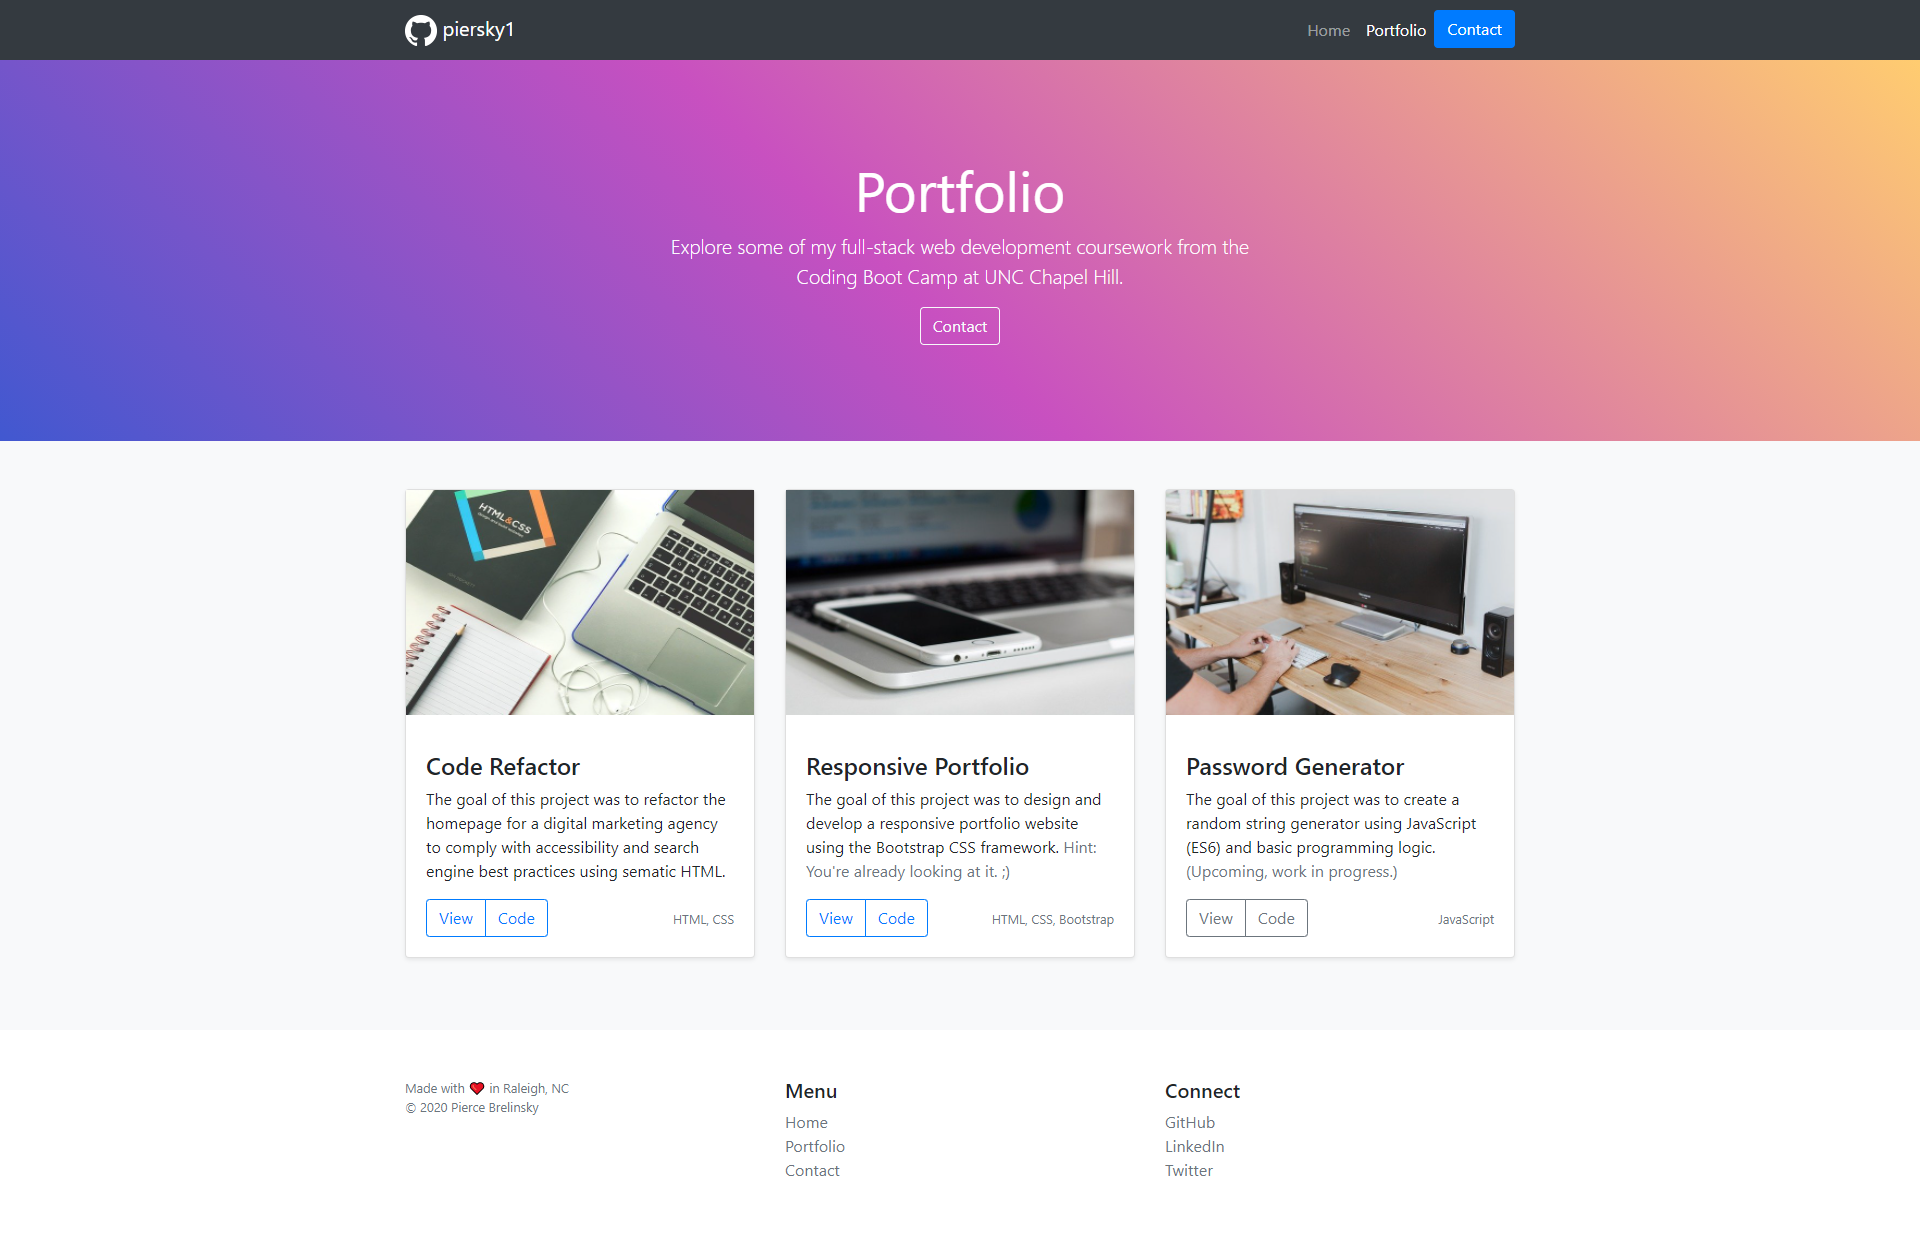 piersky1
Home Portfolio Contact
Portfolio
Explore some of my full-stack web development coursework from the
Coding Boot Camp at UNC Chapel Hill.
Contact
HTML&CSS
Code Refactor
The goal of this project was to refactor the
homepage for a digital marketing agency
to comply with accessibility and search
engine best practices using sematic HTML.
View Code HTML, CSS
Responsive Portfolio
The goal of this project was to design and
develop a responsive portfolio website
using the Bootstrap CSS framework. Hint:
You're already looking at it. ;)
View Code HTML, CSS, Bootstrap
Password Generator
The goal of this project was to create a
random string generator using JavaScript
(ES6) and basic programming logic.
(Upcoming, work in progress.)
View Code JavaScript
Made with ❤ in Raleigh, NC
© 2020 Pierce Brelinsky
Menu
Home
Portfolio
Contact
Connect
GitHub
LinkedIn
Twitter